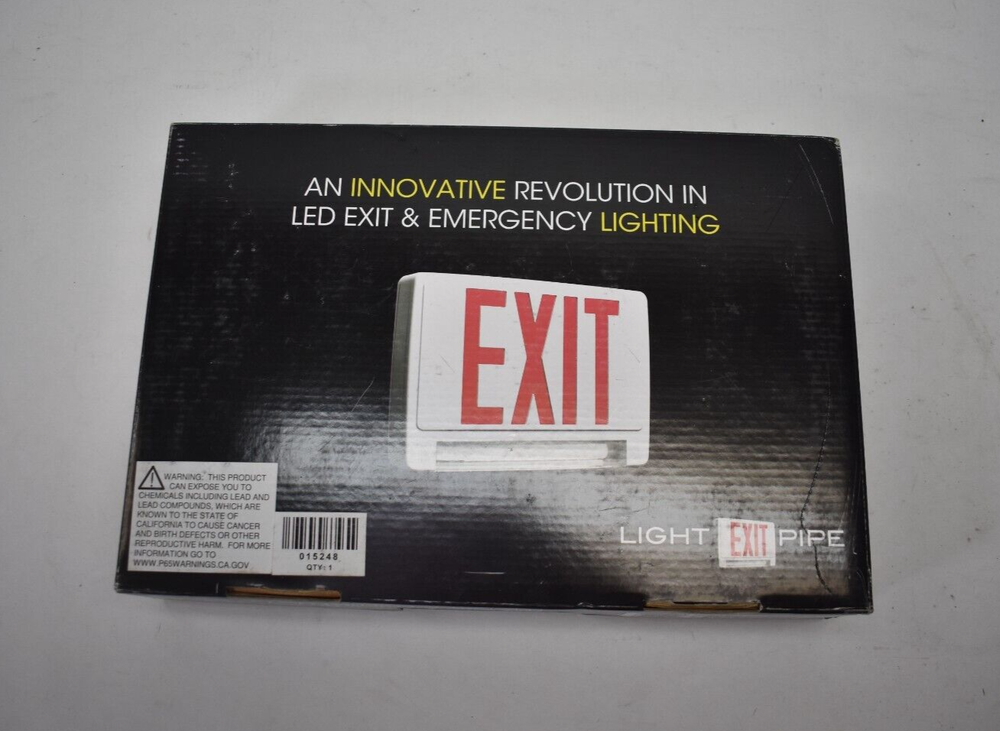 AN INNOVATIVE REVOLUTION IN
LED EXIT & EMERGENCY LIGHTING
EXIT
WARNING: THIS PRODUCT
CAN EXPOSE YOU TO
CHEMICALS INCLUDING LEAD AND
LEAD COMPOUNDS, WHICH ARE
KNOWN TO THE STATE OF
CALIFORNIA TO CAUSE CANCER
AND BIRTH DEFECTS OR OTHER
REPRODUCTIVE HARM. FOR MORE
INFORMATION GO TO
WWW.P65WARNINGS.CA.GOV
015248
QTY: 1
LIGHT EXIT PIPE